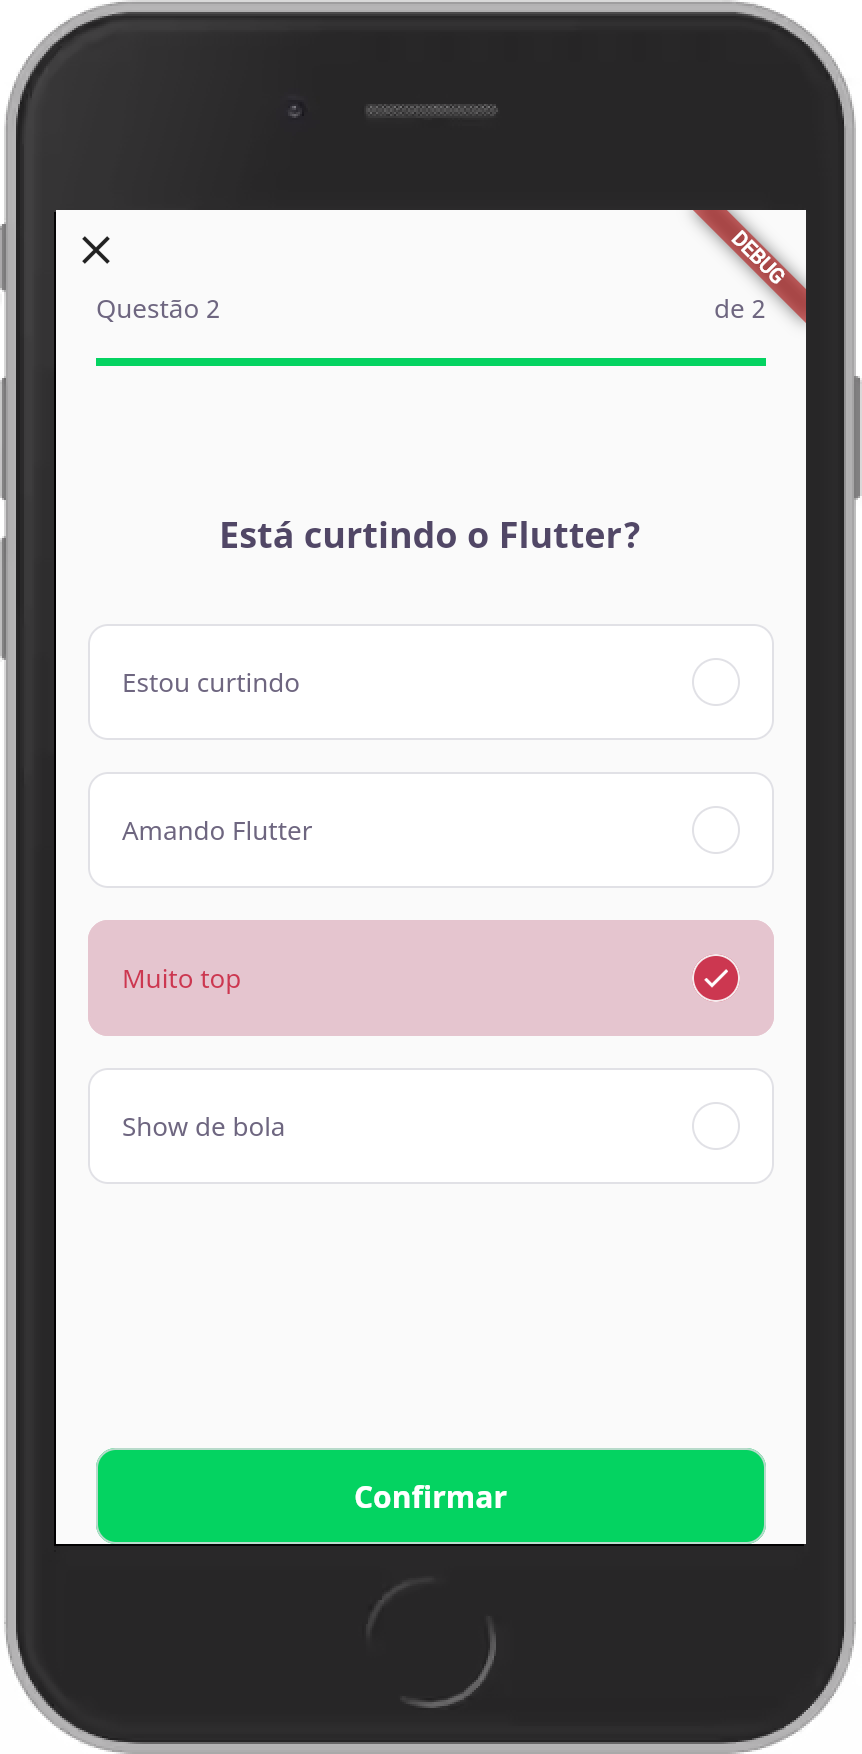 DEBUG
Questão 2
de 2
Está curtindo o Flutter?
Estou curtindo
Amando Flutter
Muito top
Show de bola
Confirmar